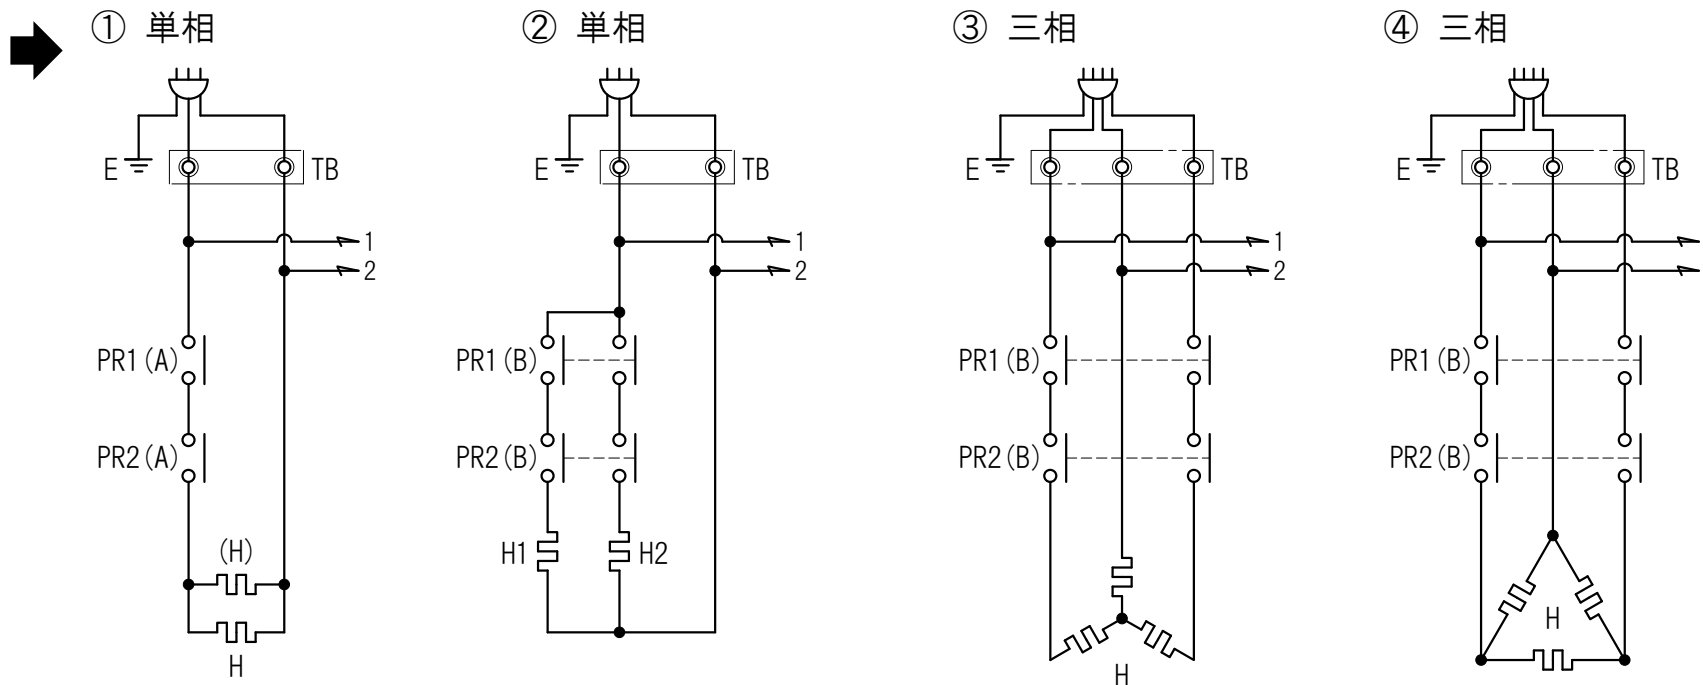 ① 単相
② 単相
③ 三相
④ 三相
E TB
E TB
E TB
E TB
1
1
1
2
2
2
PR1(A)
PR1(B)
PR1(B)
PR1(B)
PR2(A)
PR2(B)
PR2(B)
PR2(B)
(H)
H1
H2
H
H
H